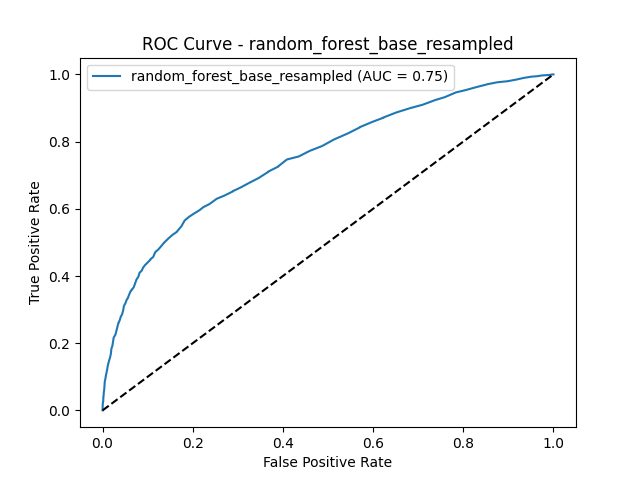 ROC Curve - random_forest_base_resampled
random_forest_base_resampled (AUC = 0.75)
True Positive Rate
1.0
0.8
0.6
0.4
0.2
0.0
0.0 0.2 0.4 0.6 0.8 1.0
False Positive Rate